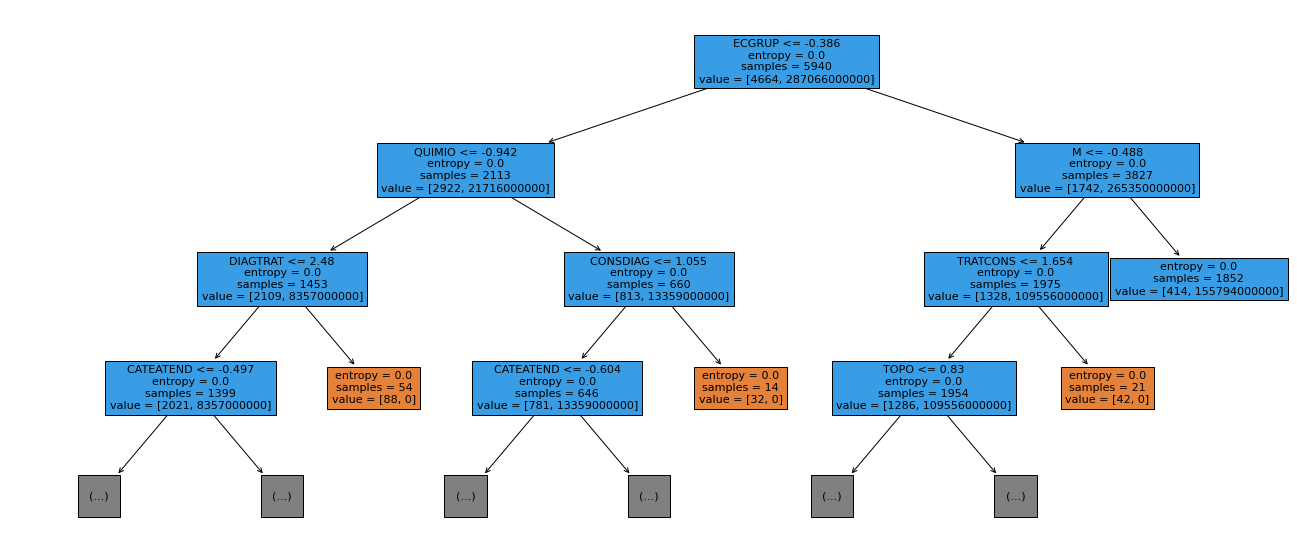 ECGRUP <= -0.386
entropy = 0.0
samples = 5940
value = [4664, 287066000000]
QUIMIO <= -0.942
entropy = 0.0
samples = 2113
value = [2922, 21716000000]
M <= -0.488
entropy = 0.0
samples = 3827
value = [1742, 265350000000]
DIAGTRAT <= 2.48
entropy = 0.0
samples = 1453
value = [2109, 8357000000]
CONSDIAG <= 1.055
entropy = 0.0
samples = 660
value = [813, 13359000000]
TRATCONS <= 1.654
entropy = 0.0
samples = 1975
value = [1328, 109556000000]
entropy = 0.0
samples = 1852
value = [414, 155794000000]
CATEATEND <= -0.497
entropy = 0.0
samples = 1399
value = [2021, 8357000000]
entropy = 0.0
samples = 54
value = [88, 0]
CATEATEND <= -0.604
entropy = 0.0
samples = 646
value = [781, 13359000000]
entropy = 0.0
samples = 14
value = [32, 0]
TOPO <= 0.83
entropy = 0.0
samples = 1954
value = [1286, 109556000000]
entropy = 0.0
samples = 21
value = [42, 0]
(...)
(...)
(...)
(...)
(...)
(...)